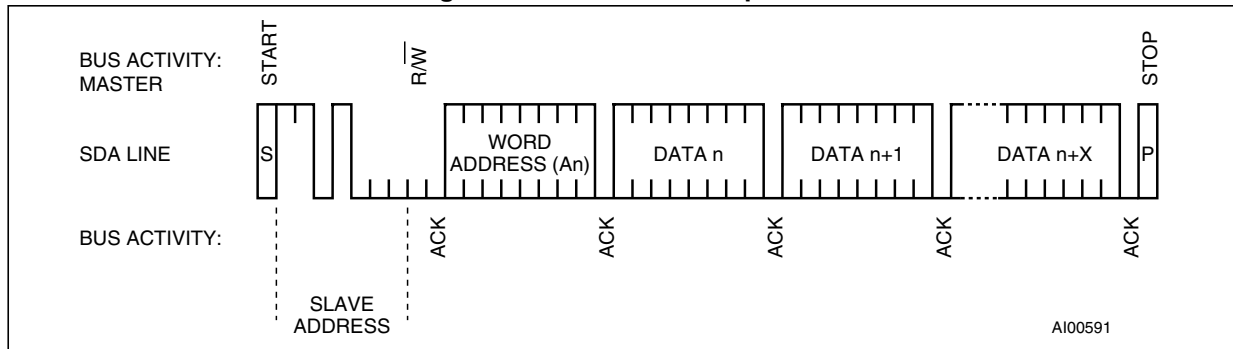 BUS ACTIVITY:
MASTER
START
R/W
STOP
SDA LINE
S
WORD
ADDRESS (An)
DATA n
DATA n+1
DATA n+X
P
BUS ACTIVITY:
ACK
ACK
ACK
ACK
ACK
SLAVE
ADDRESS
AI00591